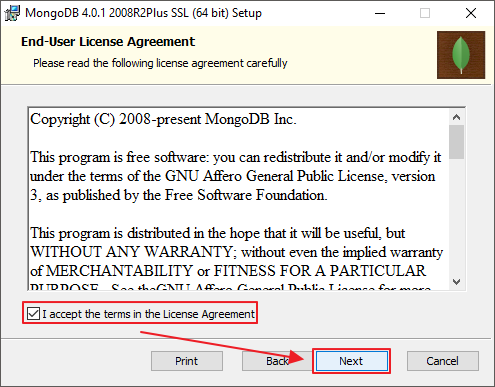 MongoDB 4.0.1 2008R2Plus SSL (64 bit) Setup
End-User License Agreement
Please read the following license agreement carefully
Copyright (C) 2008-present MongoDB Inc.
This program is free software: you can redistribute it and/or modify it
under the terms of the GNU Affero General Public License, version
3, as published by the Free Software Foundation.
This program is distributed in the hope that it will be useful, but
WITHOUT ANY WARRANTY; without even the implied warranty
of MERCHANTABILITY or FITNESS FOR A PARTICULAR
PURPOSE. See theGNU Affero General Public License for more
I accept the terms in the License Agreement
Print Back Next Cancel